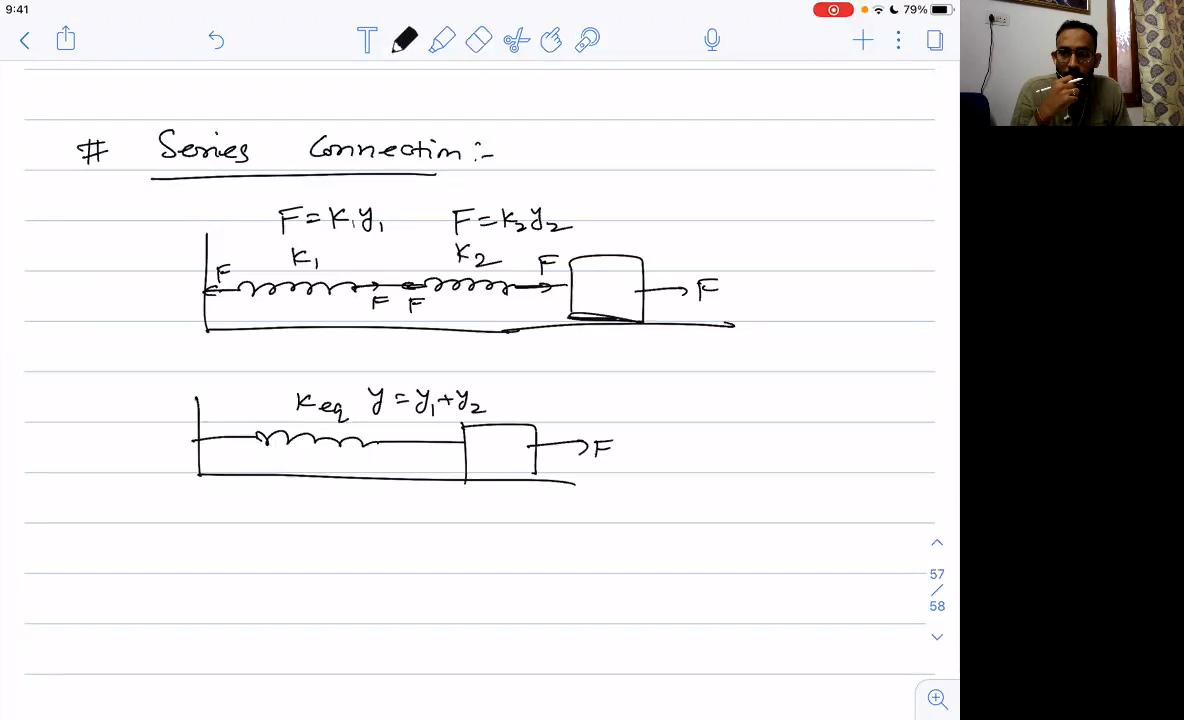 9:41
79%
T
# Series Connection :-
F = K₁y₁ F = K₂y₂
K₁ K₂
F F F F F
Keq y = y₁ + y₂
F
57
/
58